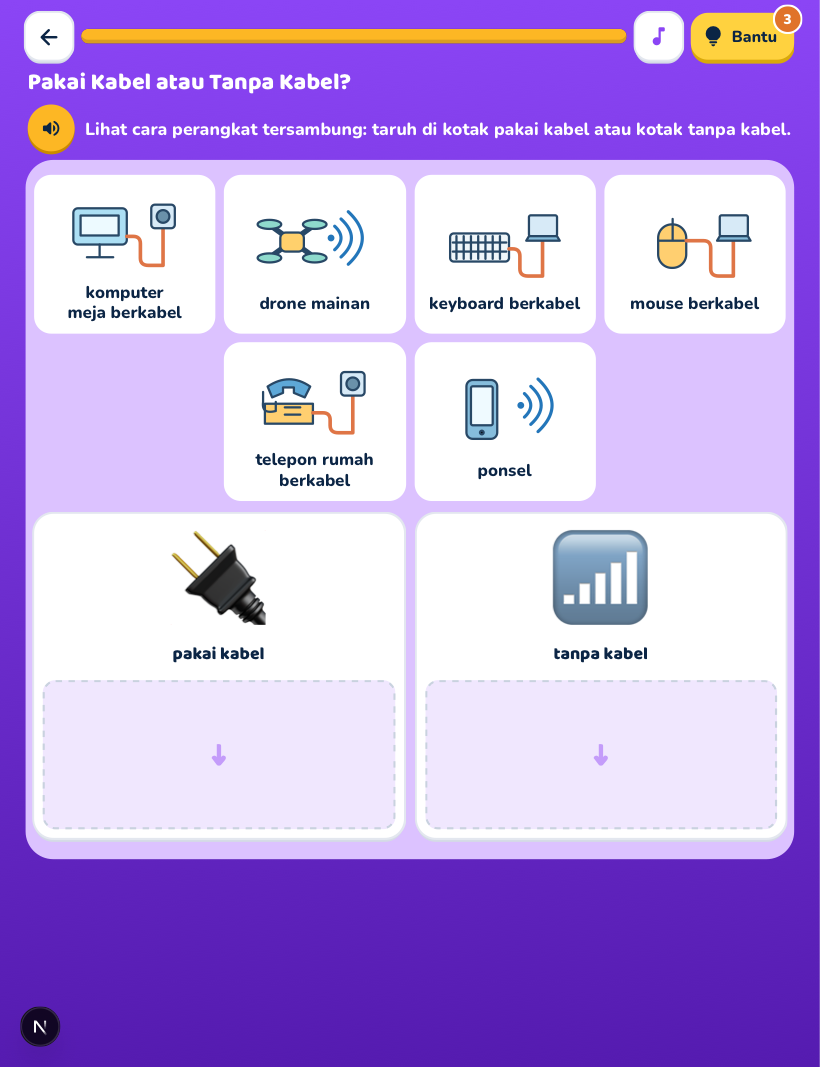 Bantu
3
Pakai Kabel atau Tanpa Kabel?
Lihat cara perangkat tersambung: taruh di kotak pakai kabel atau kotak tanpa kabel.
komputer
meja berkabel
drone mainan
keyboard berkabel
mouse berkabel
telepon rumah
berkabel
ponsel
pakai kabel
tanpa kabel
N